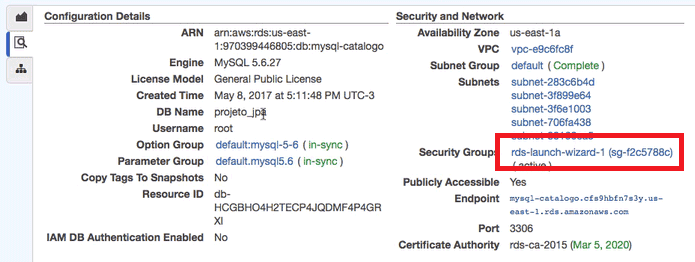 Configuration Details
ARN arn:aws:rds:us-east-
1:970399446805:db:mysql-catalogo
Engine MySQL 5.6.27
License Model General Public License
Created Time May 8, 2017 at 5:11:48 PM UTC-3
DB Name projeto_jpa
Username root
Option Group default:mysql-5-6 ( in-sync )
Parameter Group default.mysql5.6 ( in-sync )
Copy Tags To Snapshots No
Resource ID db-
HCGBHO4H2TECP4JQDMF4P4GR
XI
IAM DB Authentication Enabled No
Security and Network
Availability Zone us-east-1a
VPC vpc-e9c6fc8f
Subnet Group default ( Complete )
Subnets subnet-283c6b4d
subnet-3f899e64
subnet-3f6e1003
subnet-706fa438
Security Groups rds-launch-wizard-1 (sg-f2c5788c)
( active )
Publicly Accessible Yes
Endpoint mysql-catalogo.cfs9hbfn7s3y.us-
east-1.rds.amazonaws.com
Port 3306
Certificate Authority rds-ca-2015 (Mar 5, 2020)